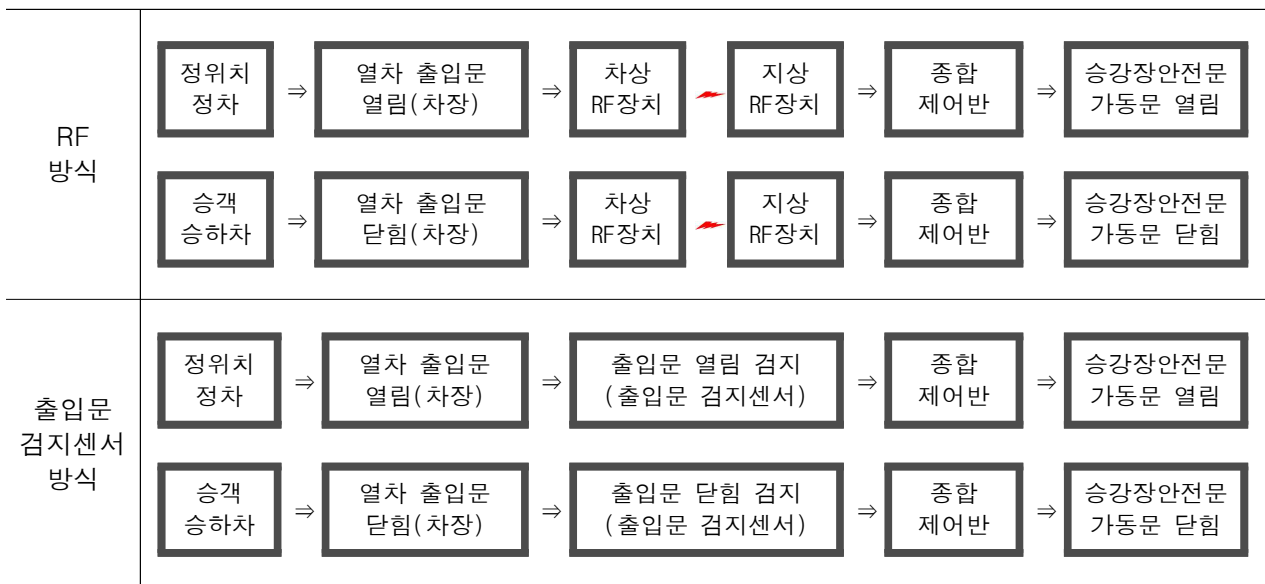 RF
방식
정위치
정차
⇒
열차 출입문
열림(차장)
⇒
차상
RF장치
지상
RF장치
⇒
종합
제어반
⇒
승강장안전문
가동문 열림
승객
승하차
⇒
열차 출입문
닫힘(차장)
⇒
차상
RF장치
지상
RF장치
⇒
종합
제어반
⇒
승강장안전문
가동문 닫힘
출입문
검지센서
방식
정위치
정차
⇒
열차 출입문
열림(차장)
⇒
출입문 열림 검지
(출입문 검지센서)
⇒
종합
제어반
⇒
승강장안전문
가동문 열림
승객
승하차
⇒
열차 출입문
닫힘(차장)
⇒
출입문 닫힘 검지
(출입문 검지센서)
⇒
종합
제어반
⇒
승강장안전문
가동문 닫힘